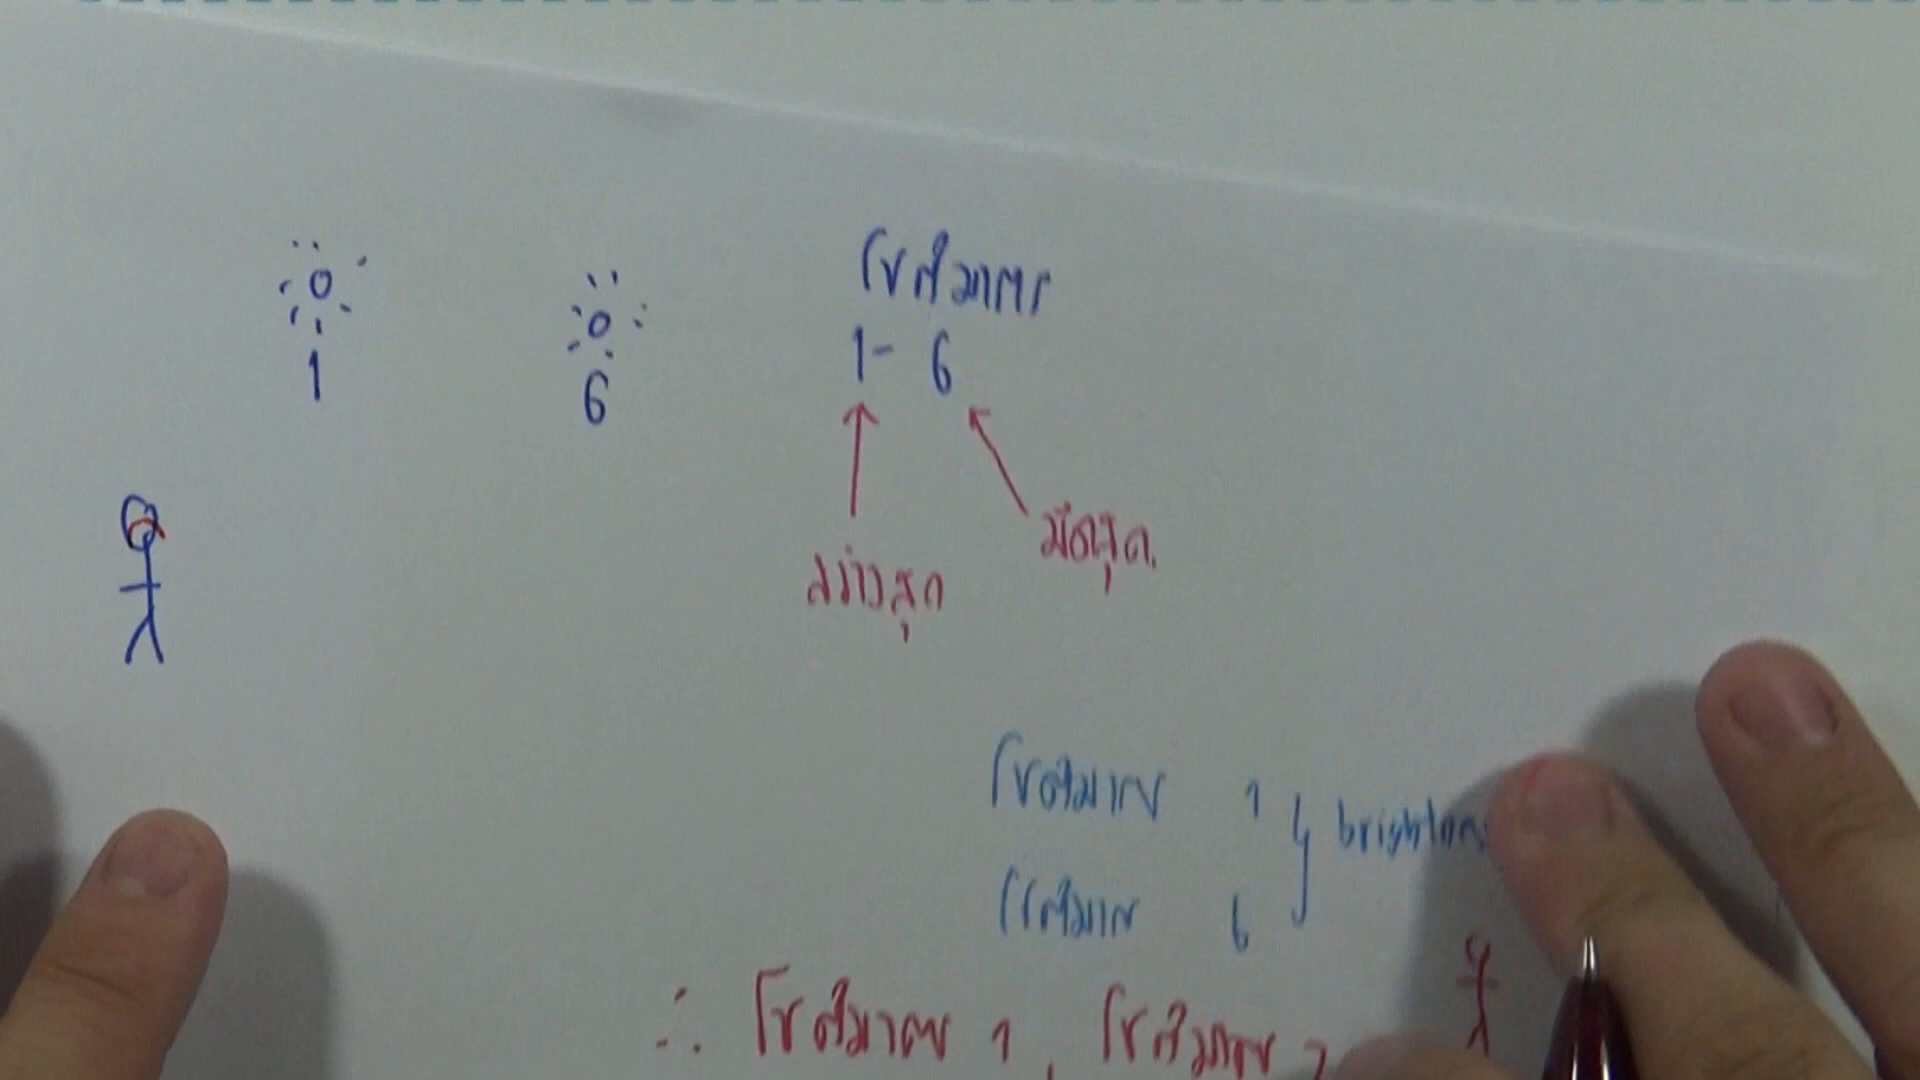 1
6
โชติมาตร
1 - 6
สว่างสุด
มืดสุด.
โชติมาตร 1
โชติมาตร 6
∴ โชติมาตร 1, โชติมาตร